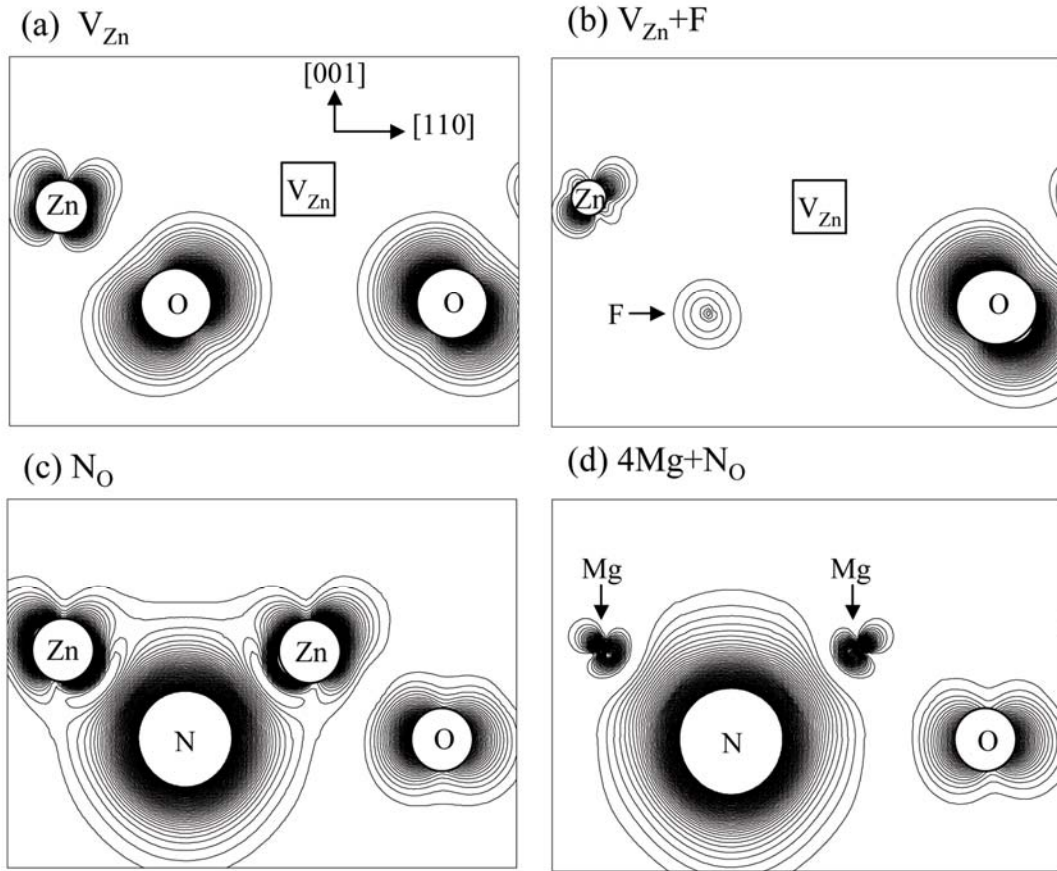 (a) V_Zn
(b) V_Zn+F
[001]
[110]
Zn
V_Zn
O
O
Zn
V_Zn
F
O
(c) N_O
(d) 4Mg+N_O
Zn
Zn
N
O
Mg
Mg
N
O